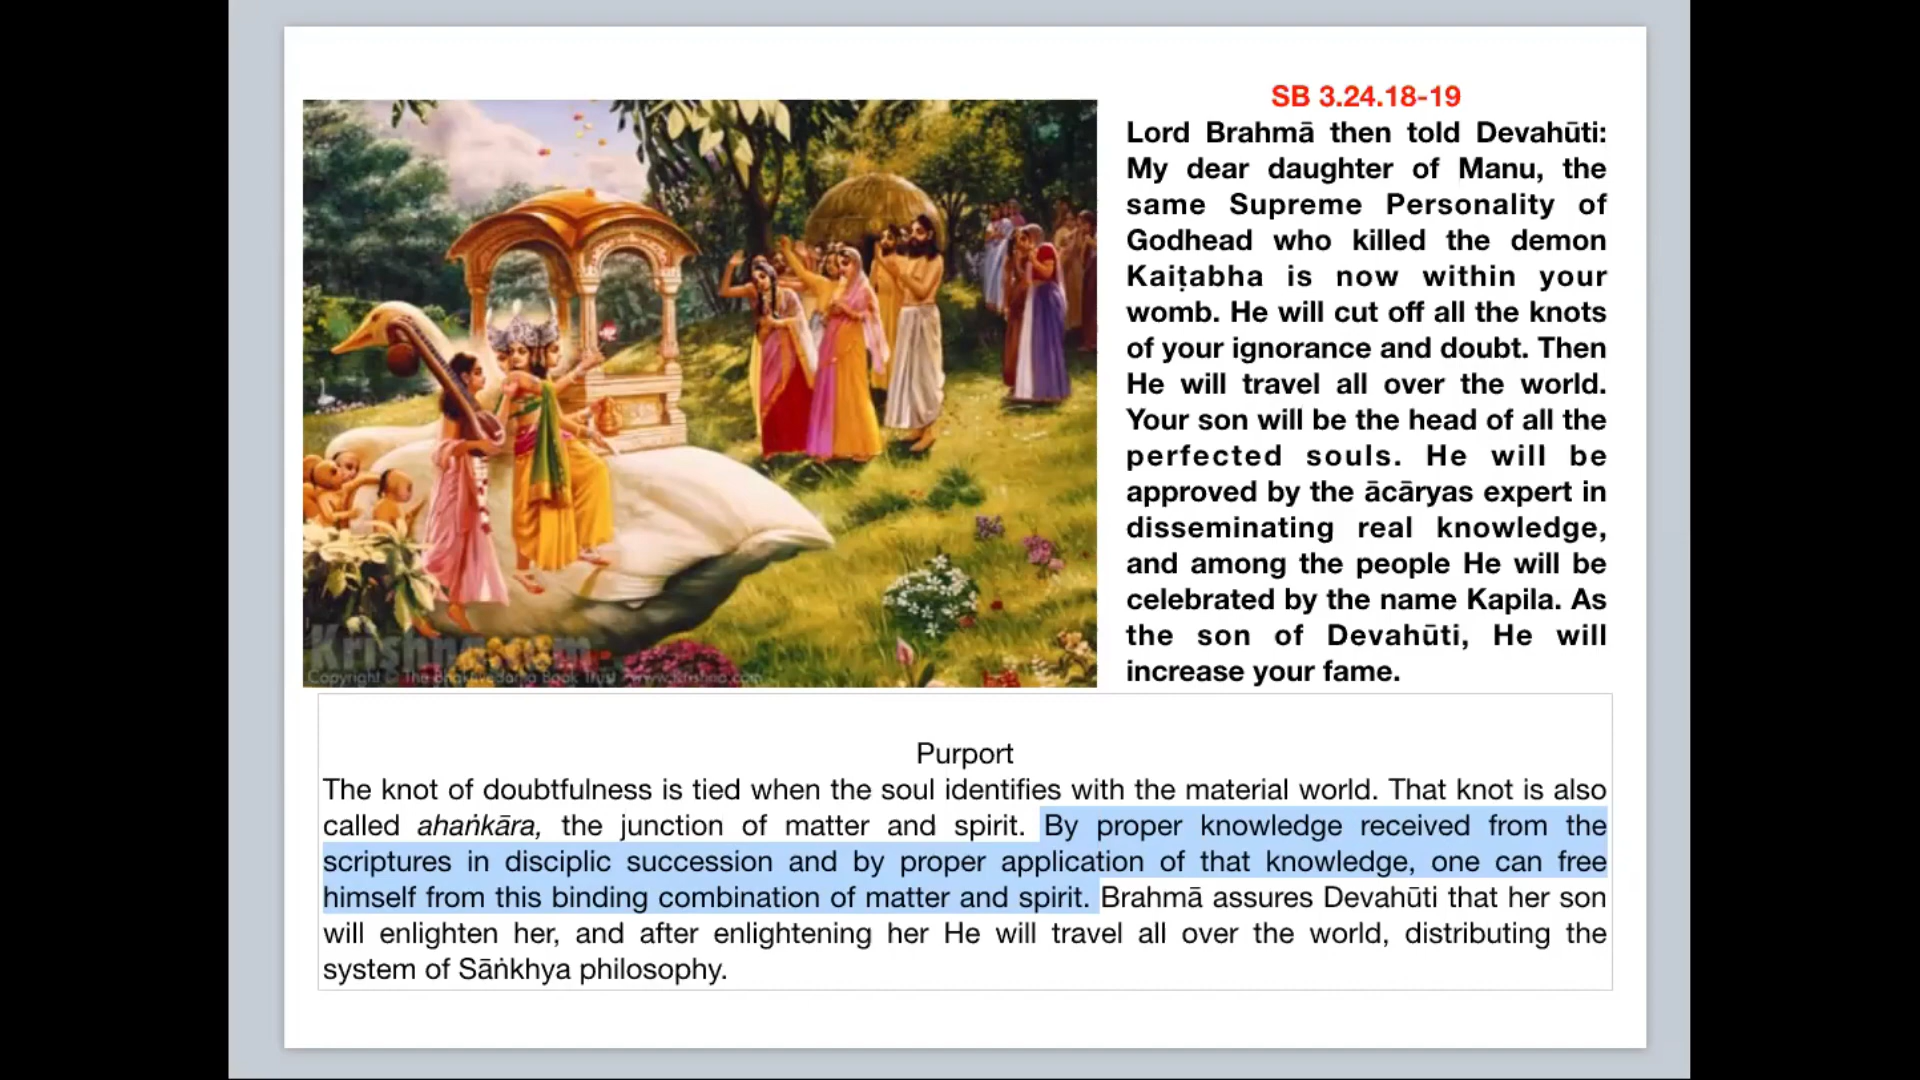 SB 3.24.18-19
Lord Brahmā then told Devahūti:
My dear daughter of Manu, the
same Supreme Personality of
Godhead who killed the demon
Kaiṭabha is now within your
womb. He will cut off all the knots
of your ignorance and doubt. Then
He will travel all over the world.
Your son will be the head of all the
perfected souls. He will be
approved by the ācāryas expert in
disseminating real knowledge,
and among the people He will be
celebrated by the name Kapila. As
the son of Devahūti, He will
increase your fame.
Copyright © The Bhaktivedanta Book Trust www.krishna.com
Purport
The knot of doubtfulness is tied when the soul identifies with the material world. That knot is also
called ahaṅkāra, the junction of matter and spirit. By proper knowledge received from the
scriptures in disciplic succession and by proper application of that knowledge, one can free
himself from this binding combination of matter and spirit. Brahmā assures Devahūti that her son
will enlighten her, and after enlightening her He will travel all over the world, distributing the
system of Sāṅkhya philosophy.